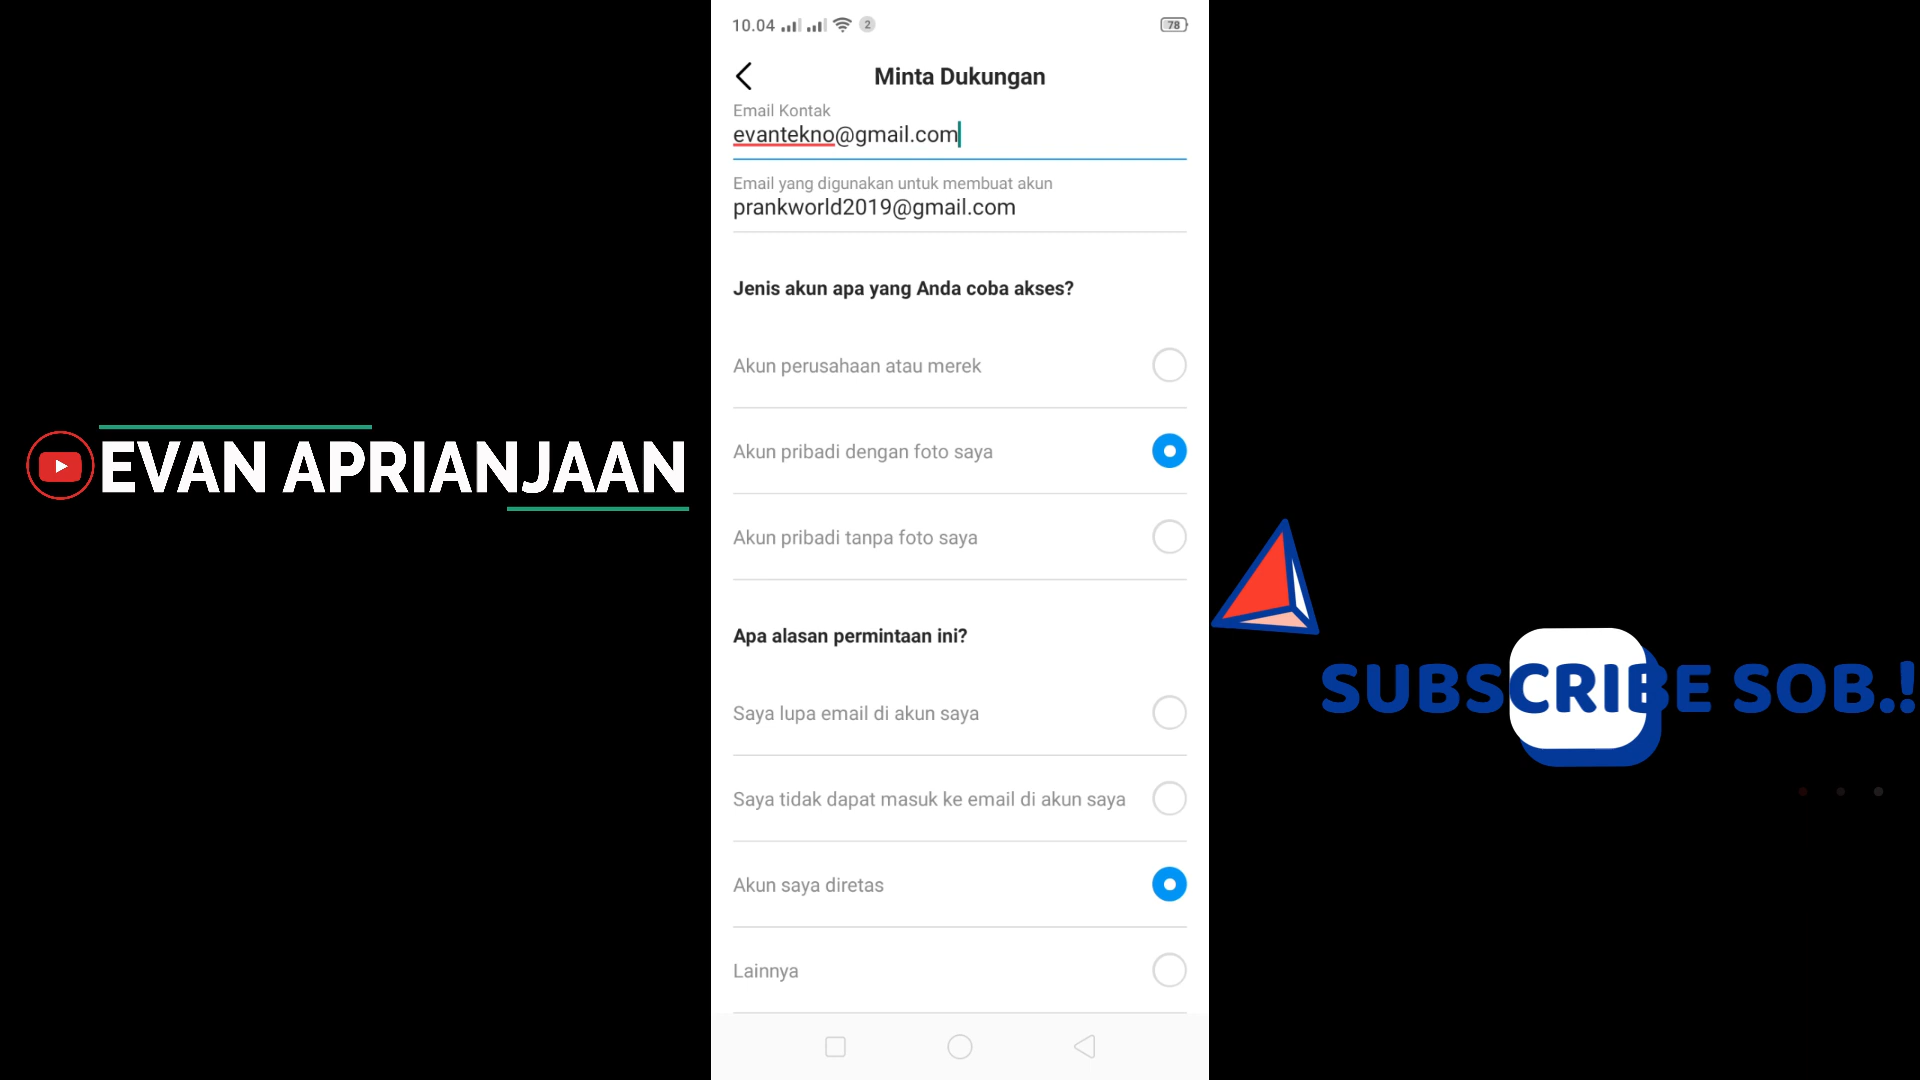 10.04
2
78
Minta Dukungan
Email Kontak
evantekno@gmail.com
Email yang digunakan untuk membuat akun
prankworld2019@gmail.com
Jenis akun apa yang Anda coba akses?
Akun perusahaan atau merek
Akun pribadi dengan foto saya
Akun pribadi tanpa foto saya
Apa alasan permintaan ini?
Saya lupa email di akun saya
Saya tidak dapat masuk ke email di akun saya
Akun saya diretas
Lainnya
EVAN APRIANJAAN
SUBSCRIBE SOB.!